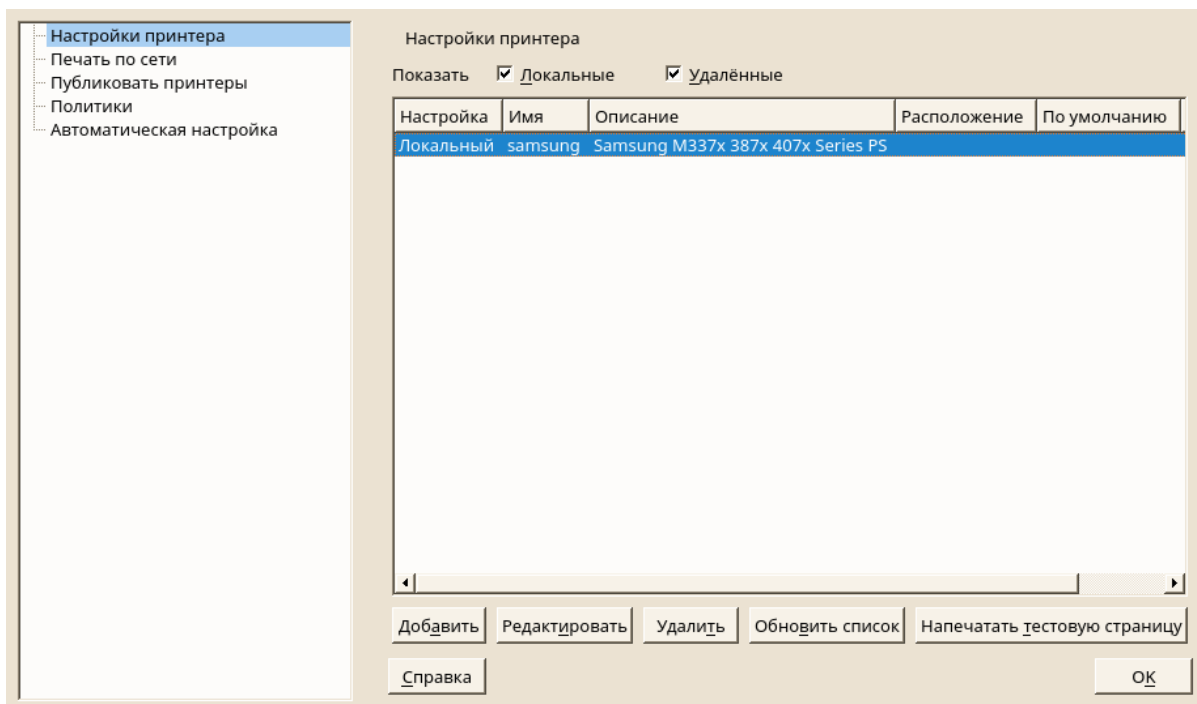 Настройки принтера
Печать по сети
Публиковать принтеры
Политики
Автоматическая настройка
Настройки принтера
Показать Локальные Удалённые
Настройка Имя Описание Расположение По умолчанию
Локальный samsung Samsung M337x 387x 407x Series PS
Добавить Редактировать Удалить Обновить список Напечатать тестовую страницу
Справка OK